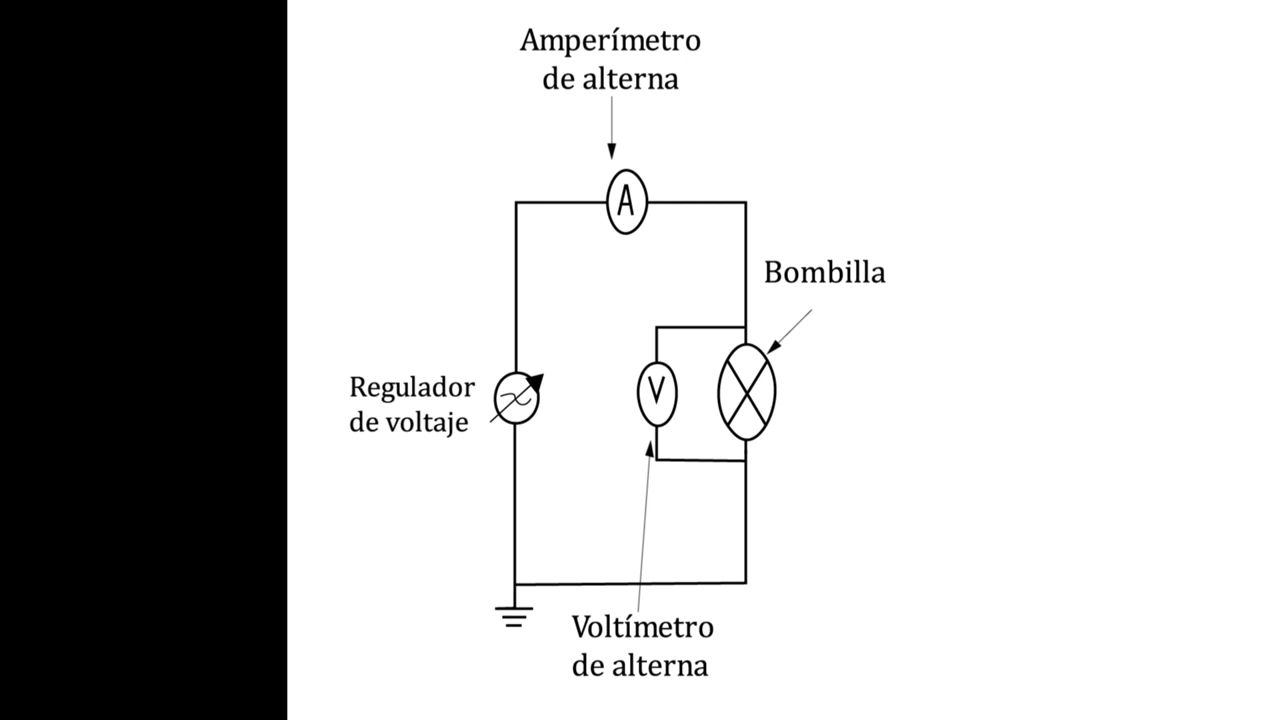 Amperímetro
de alterna
A
Bombilla
Regulador
de voltaje
V
Voltímetro
de alterna